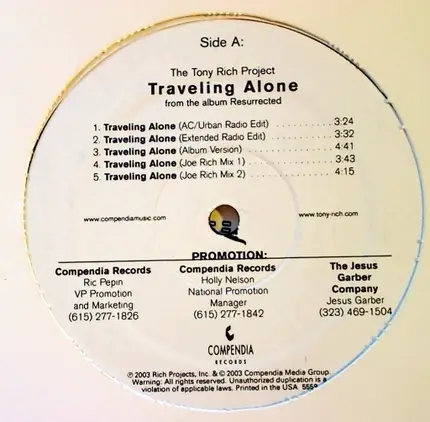 Side A:
The Tony Rich Project
Traveling Alone
from the album Resurrected
1. Traveling Alone (AC/Urban Radio Edit) . . . . . . . . . . . . 3:24
2. Traveling Alone (Extended Radio Edit) . . . . . . . . . . . . 3:32
3. Traveling Alone (Album Version) . . . . . . . . . . . . . . . . . 4:41
4. Traveling Alone (Joe Rich Mix 1) . . . . . . . . . . . . . . . . 3:43
5. Traveling Alone (Joe Rich Mix 2) . . . . . . . . . . . . . . . . 4:15
www.compendiamusic.com
www.tony-rich.com
PROMOTION:
Compendia Records
Ric Pepin
VP Promotion
and Marketing
(615) 277-1826
Compendia Records
Holly Nelson
National Promotion
Manager
(615) 277-1842
The Jesus
Garber
Company
Jesus Garber
(323) 469-1504
COMPENDIA
RECORDS
℗ 2003 Rich Projects, Inc. & © 2003 Compendia Media Group.
Warning: All rights reserved. Unauthorized duplication is a
violation of applicable laws. Printed in the USA